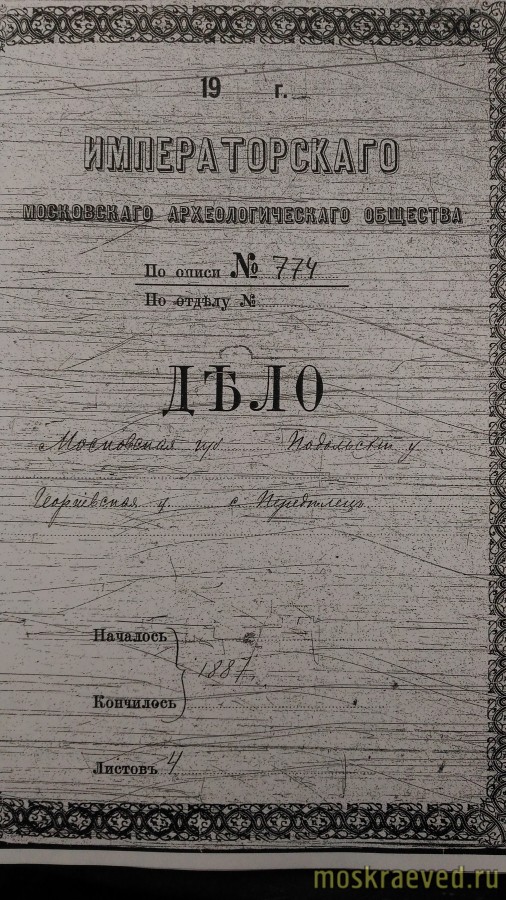 19 г.
ИМПЕРАТОРСКАГО
МОСКОВСКАГО АРХЕОЛОГИЧЕСКАГО ОБЩЕСТВА
По описи № 774
По отдѣлу №
ДѢЛО
Московская губ Подольскій у
Георгіевская ц. с.
Началось
1887.
Кончилось
Листовъ 4
moskraeved.ru